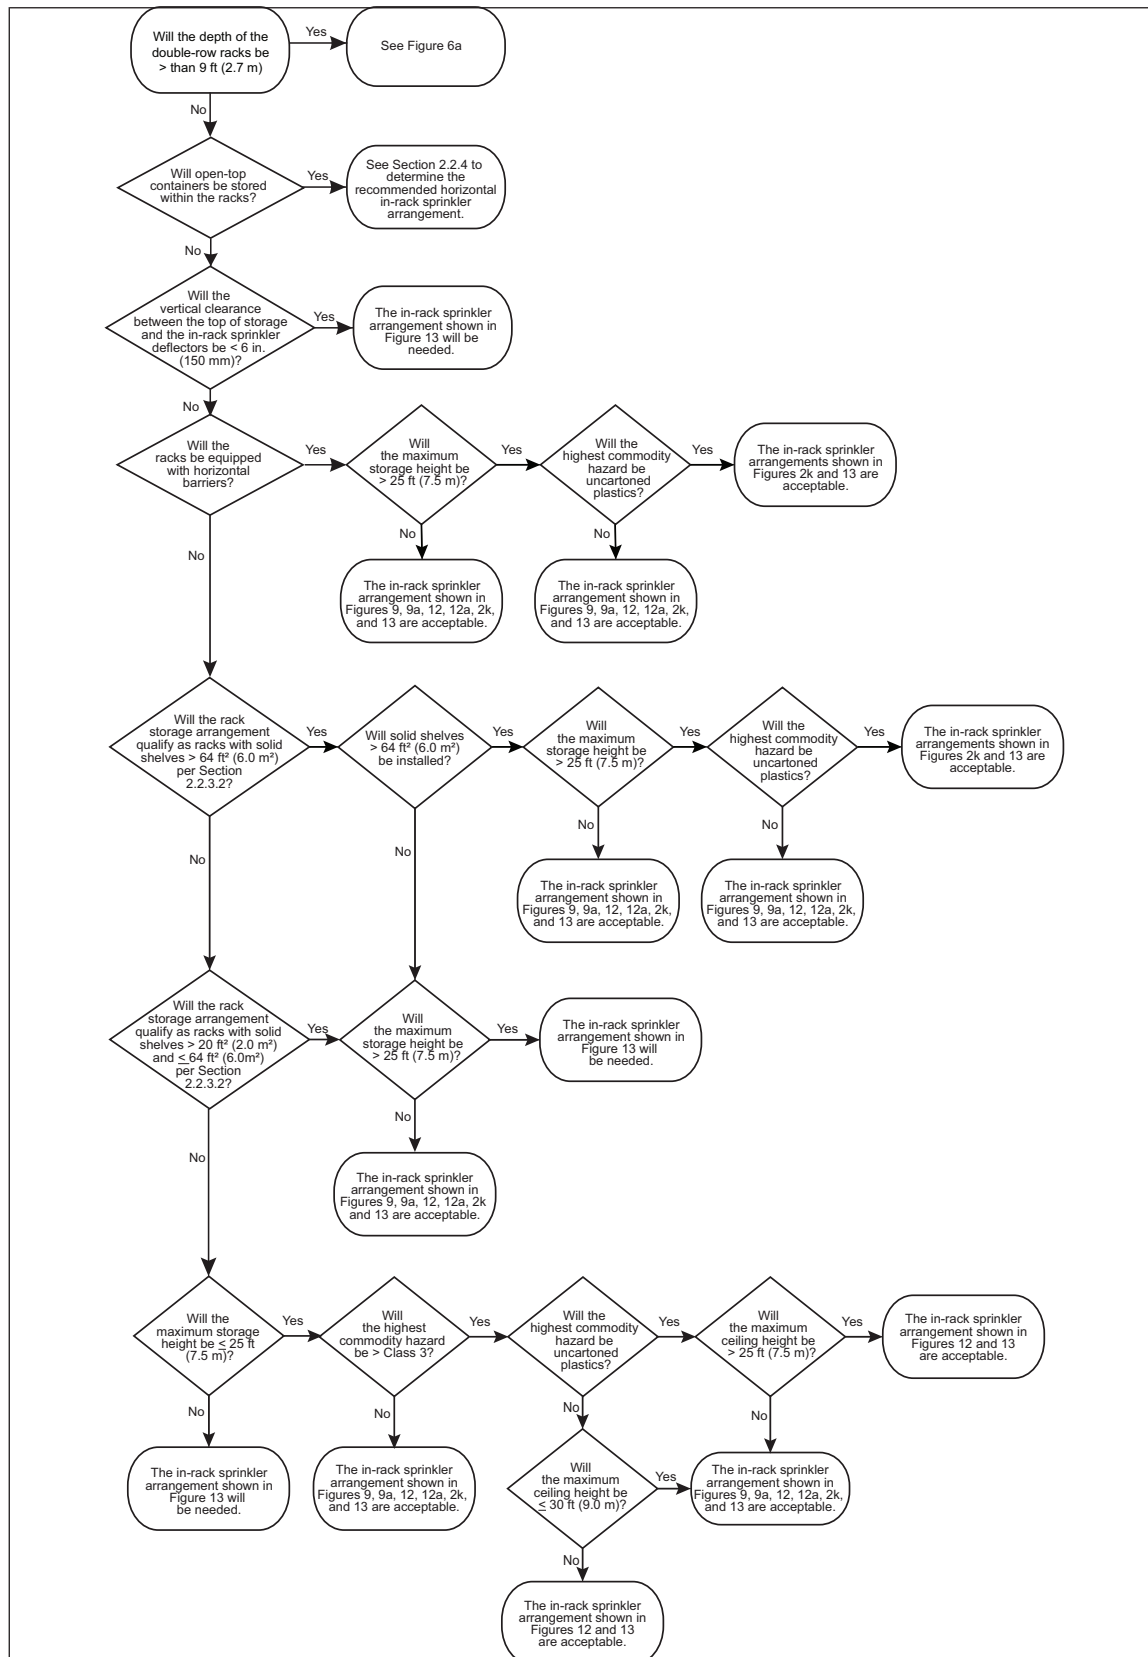 Will the depth of the
double-row racks be
> than 9 ft (2.7 m)
Yes
See Figure 6a
No
Will open-top
containers be stored
within the racks?
Yes
See Section 2.2.4 to
determine the
recommended horizontal
in-rack sprinkler
arrangement.
No
Will the
vertical clearance
between the top of storage
and the in-rack sprinkler
deflectors be < 6 in.
(150 mm)?
Yes
The in-rack sprinkler
arrangement shown in
Figure 13 will be
needed.
No
Will the
racks be equipped
with horizontal
barriers?
Yes
Will
the maximum
storage height be
> 25 ft (7.5 m)?
Yes
Will the
highest commodity
hazard be
uncartoned
plastics?
Yes
The in-rack sprinkler
arrangements shown in
Figures 2k and 13 are
acceptable.
No
No
No
The in-rack sprinkler
arrangement shown in
Figures 9, 9a, 12, 12a, 2k,
and 13 are acceptable.
The in-rack sprinkler
arrangement shown in
Figures 9, 9a, 12, 12a, 2k,
and 13 are acceptable.
Will the rack
storage arrangement
qualify as racks with solid
shelves > 64 ft² (6.0 m²)
per Section
2.2.3.2?
Yes
Will solid shelves
> 64 ft² (6.0 m²)
be installed?
Yes
Will
the maximum
storage height be
> 25 ft (7.5 m)?
Yes
Will the
highest commodity
hazard be
uncartoned
plastics?
Yes
The in-rack sprinkler
arrangements shown in
Figures 2k and 13 are
acceptable.
No
No
No
No
The in-rack sprinkler
arrangement shown in
Figures 9, 9a, 12, 12a, 2k,
and 13 are acceptable.
The in-rack sprinkler
arrangement shown in
Figures 9, 9a, 12, 12a, 2k,
and 13 are acceptable.
Will the rack
storage arrangement
qualify as racks with solid
shelves > 20 ft² (2.0 m²)
and ≤ 64 ft² (6.0m²)
per Section
2.2.3.2?
Yes
Will
the maximum
storage height be
> 25 ft (7.5 m)?
Yes
The in-rack sprinkler
arrangement shown in
Figure 13 will
be needed.
No
No
The in-rack sprinkler
arrangement shown in
Figures 9, 9a, 12, 12a, 2k
and 13 are acceptable.
Will the
maximum storage
height be ≤ 25 ft
(7.5 m)?
Yes
Will
the highest
commodity hazard
be > Class 3?
Yes
Will the
highest commodity
hazard be
uncartoned
plastics?
Yes
Will
the maximum
ceiling height be
> 25 ft (7.5 m)?
Yes
The in-rack sprinkler
arrangement shown in
Figures 12 and 13
are acceptable.
No
No
No
No
The in-rack sprinkler
arrangement shown in
Figure 13 will
be needed.
The in-rack sprinkler
arrangement shown in
Figures 9, 9a, 12, 12a, 2k,
and 13 are acceptable.
Will
the maximum
ceiling height be
≤ 30 ft (9.0 m)?
Yes
The in-rack sprinkler
arrangement shown in
Figures 9, 9a, 12, 12a, 2k,
and 13 are acceptable.
No
The in-rack sprinkler
arrangement shown in
Figures 12 and 13
are acceptable.